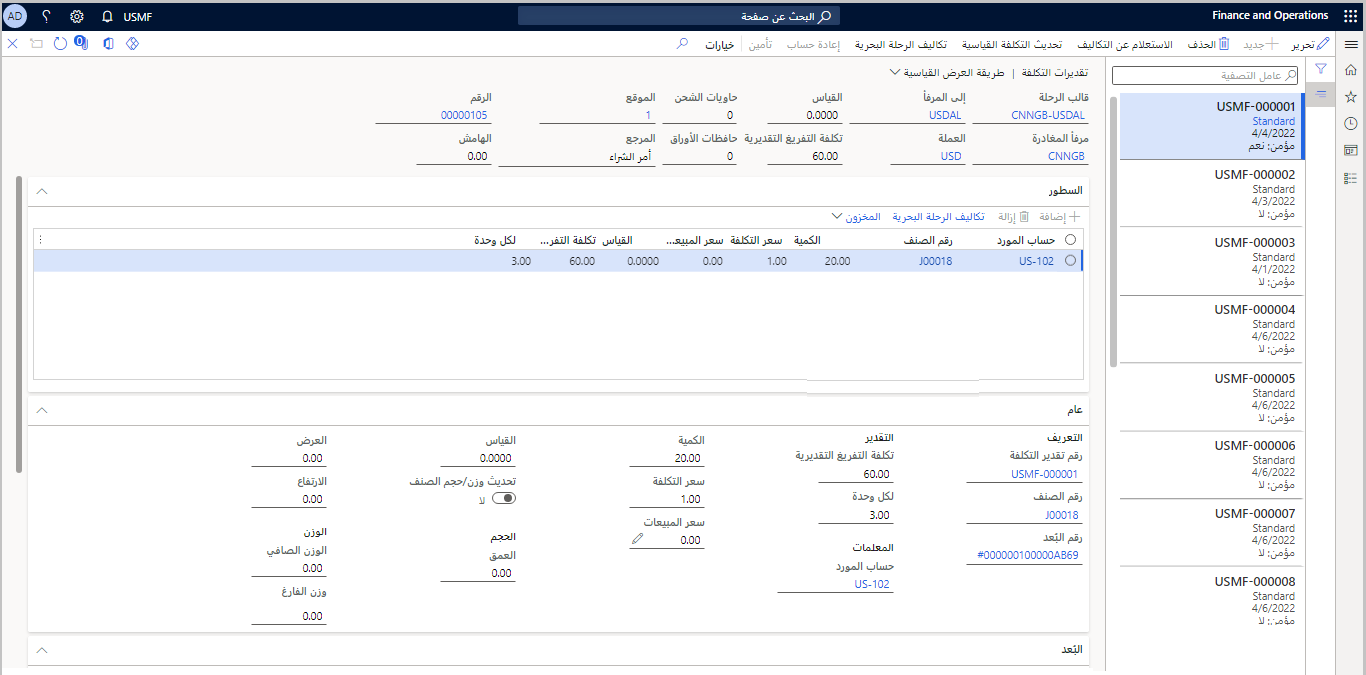 Finance and Operations
البحث عن صفحة
USMF
AD
تحرير
جديد
الحذف
الاستعلام عن التكاليف
تحديث التكلفة القياسية
تكاليف الرحلة البحرية
إعادة حساب
تأمين
خيارات
0
عامل التصفية
USMF-000001
Standard
4/4/2022
مؤمن: نعم
USMF-000002
Standard
4/3/2022
مؤمن: لا
USMF-000003
Standard
4/1/2022
مؤمن: لا
USMF-000004
Standard
4/6/2022
مؤمن: لا
USMF-000005
Standard
4/6/2022
مؤمن: لا
USMF-000006
Standard
4/6/2022
مؤمن: لا
USMF-000007
Standard
4/6/2022
مؤمن: لا
USMF-000008
Standard
4/6/2022
مؤمن: لا
تقديرات التكلفة | طريقة العرض القياسية
قالب الرحلة إلى المرفأ القياس حاويات الشحن الموقع الرقم
CNNGB-USDAL USDAL 0.0000 0 1 00000105
مرفأ المغادرة العملة تكلفة التفريغ التقديرية حافظات الأوراق المرجع الهامش
CNNGB USD 60.00 0 أمر الشراء 0.00
السطور
إضافة إزالة تكاليف الرحلة البحرية المخزون
حساب المورد رقم الصنف الكمية سعر التكلفة سعر المبيع... القياس تكلفة التفر... لكل وحدة
US-102 J00018 20.00 1.00 0.00 0.0000 60.00 3.00
عام
التعريف
رقم تقدير التكلفة
USMF-000001
رقم الصنف
J00018
رقم البُعد
#000000100000AB69
التقدير
تكلفة التفريغ التقديرية
60.00
لكل وحدة
3.00
المعلمات
حساب المورد
US-102
الكمية
20.00
سعر التكلفة
1.00
سعر المبيعات
0.00
القياس
0.0000
تحديث وزن/حجم الصنف
لا
الحجم
العمق
0.00
العرض
0.00
الارتفاع
0.00
الوزن
الوزن الصافي
0.00
وزن الفارغ
0.00
البُعد